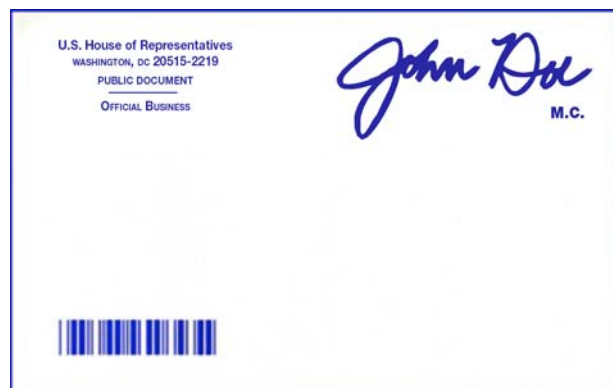 U.S. House of Representatives
WASHINGTON, DC 20515-2219
PUBLIC DOCUMENT
OFFICIAL BUSINESS
John Doe
M.C.